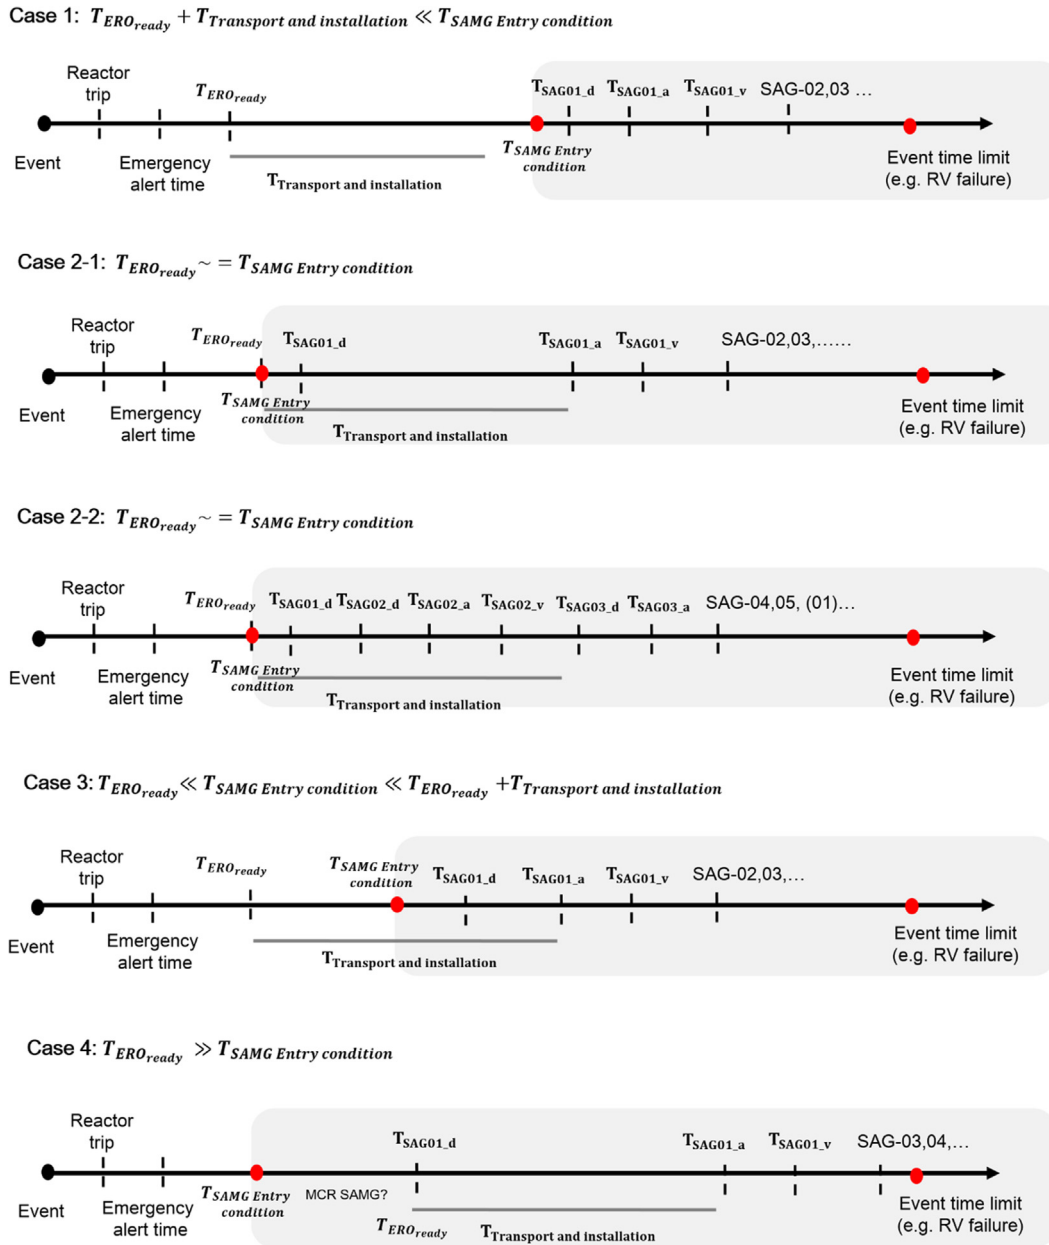 Case 1: T_ERO_ready + T_Transport and installation ≪ T_SAMG Entry condition
Reactor
trip
T_ERO_ready
T_SAG01_d
T_SAG01_a
T_SAG01_v
SAG-02,03 ...
Event
Emergency
alert time
T_Transport and installation
T_SAMG Entry
condition
Event time limit
(e.g. RV failure)
Case 2-1: T_ERO_ready ~ = T_SAMG Entry condition
Reactor
trip
T_ERO_ready
T_SAG01_d
T_SAG01_a
T_SAG01_v
SAG-02,03,......
Event
Emergency
alert time
T_SAMG Entry
condition
T_Transport and installation
Event time limit
(e.g. RV failure)
Case 2-2: T_ERO_ready ~ = T_SAMG Entry condition
Reactor
trip
T_ERO_ready
T_SAG01_d
T_SAG02_d
T_SAG02_a
T_SAG02_v
T_SAG03_d
T_SAG03_a
SAG-04,05, (01)...
Event
Emergency
alert time
T_SAMG Entry
condition
T_Transport and installation
Event time limit
(e.g. RV failure)
Case 3: T_ERO_ready ≪ T_SAMG Entry condition ≪ T_ERO_ready +T_Transport and installation
Reactor
trip
T_ERO_ready
T_SAMG Entry
condition
T_SAG01_d
T_SAG01_a
T_SAG01_v
SAG-02,03,...
Event
Emergency
alert time
T_Transport and installation
Event time limit
(e.g. RV failure)
Case 4: T_ERO_ready ≫ T_SAMG Entry condition
Reactor
trip
T_SAG01_d
T_SAG01_a
T_SAG01_v
SAG-03,04,...
Event
Emergency
alert time
T_SAMG Entry
condition
MCR SAMG?
T_ERO_ready
T_Transport and installation
Event time limit
(e.g. RV failure)